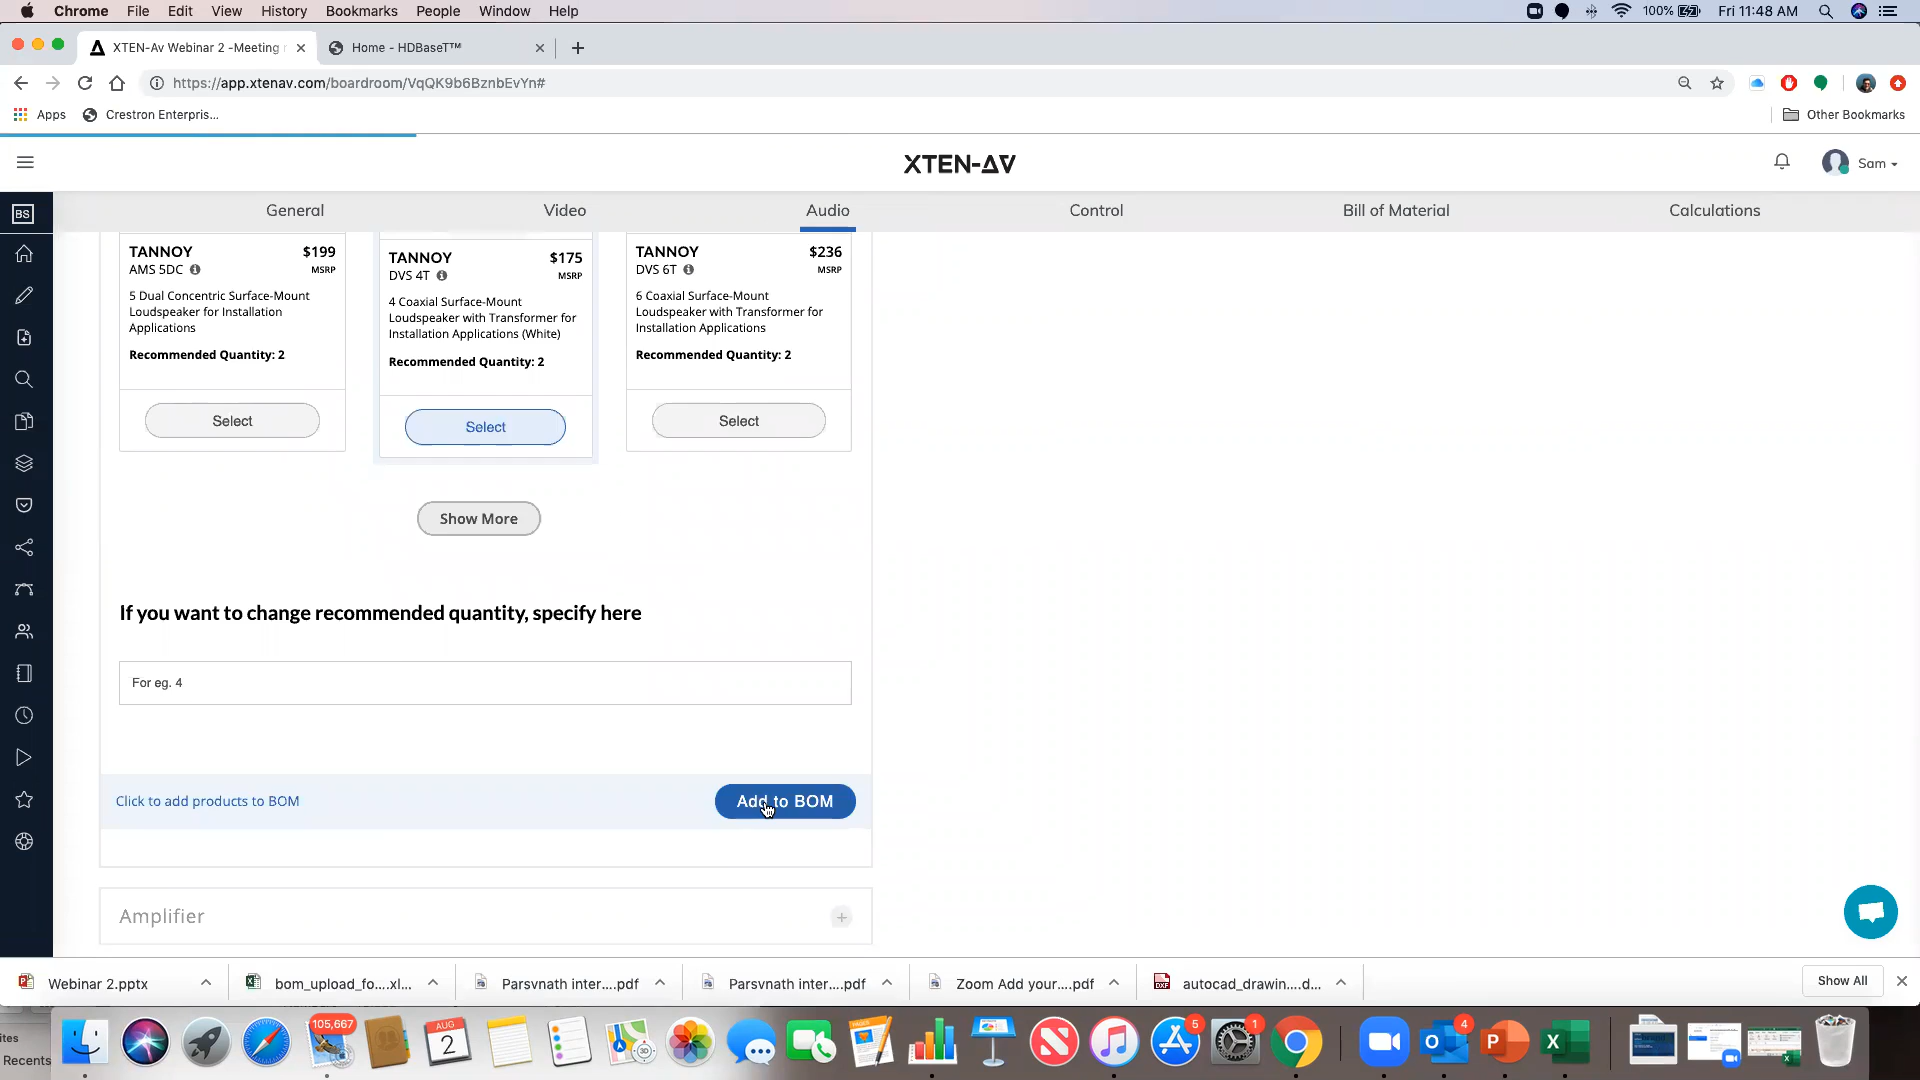 Chrome File Edit View History Bookmarks People Window Help 100% Fri 11:48 AM
XTEN-Av Webinar 2 -Meeting Home - HDBaseT™
https://app.xtenav.com/boardroom/VqQK9b6BznbEvYn#
Apps Crestron Enterpris... Other Bookmarks
XTEN-ΔV Sam
BS General Video Audio Control Bill of Material Calculations
TANNOY $199
AMS 5DC MSRP
5 Dual Concentric Surface-Mount
Loudspeaker for Installation
Applications
Recommended Quantity: 2
Select
TANNOY $175
DVS 4T MSRP
4 Coaxial Surface-Mount
Loudspeaker with Transformer for
Installation Applications (White)
Recommended Quantity: 2
Select
TANNOY $236
DVS 6T MSRP
6 Coaxial Surface-Mount
Loudspeaker with Transformer for
Installation Applications
Recommended Quantity: 2
Select
Show More
If you want to change recommended quantity, specify here
For eg. 4
Click to add products to BOM Add to BOM
Amplifier
Webinar 2.pptx bom_upload_fo....xl... Parsvnath inter....pdf Parsvnath inter....pdf Zoom Add your....pdf autocad_drawin....d... Show All
ites
Recents
105,667
AUG
2
5
1
4